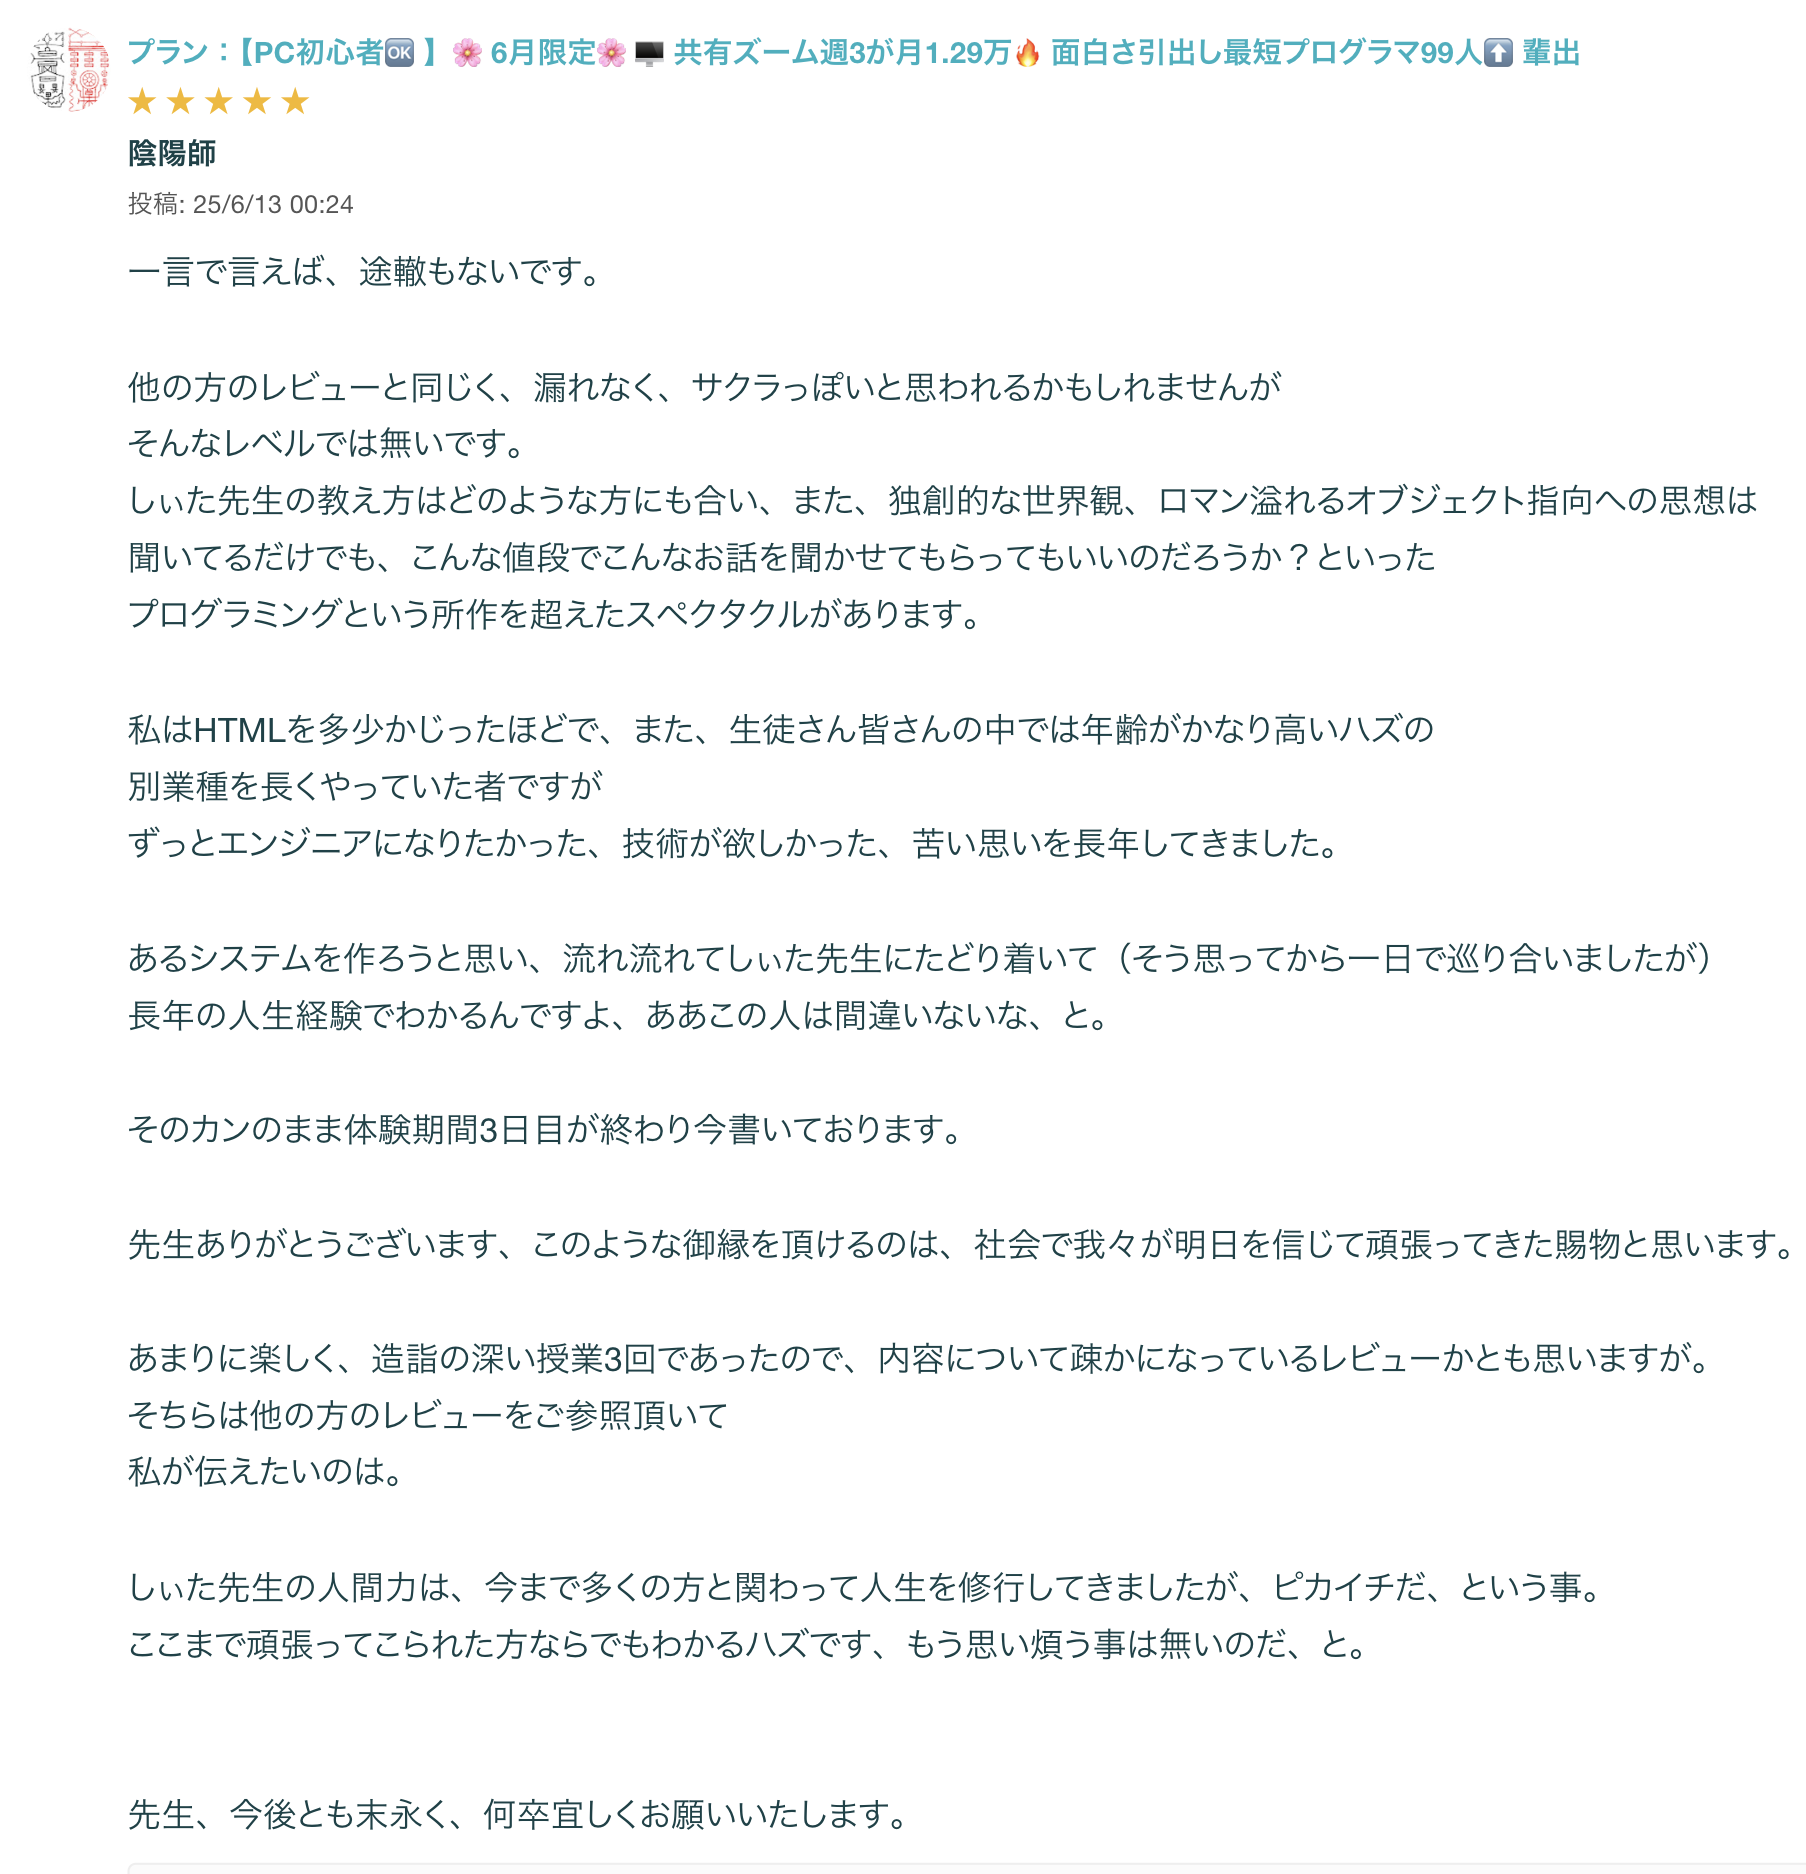 プラン：【PC初心者🆗 】🌸 6月限定🌸🖥️ 共有ズーム週3が月1.29万🔥 面白さ引出し最短プログラマ99人⬆️ 輩出
★★★★★
陰陽師
投稿: 25/6/13 00:24
一言で言えば、途轍もないです。
他の方のレビューと同じく、漏れなく、サクラっぽいと思われるかもしれませんが
そんなレベルでは無いです。
しぃた先生の教え方はどのような方にも合い、また、独創的な世界観、ロマン溢れるオブジェクト指向への思想は
聞いてるだけでも、こんな値段でこんなお話を聞かせてもらってもいいのだろうか？といった
プログラミングという所作を超えたスペクタクルがあります。
私はHTMLを多少かじったほどで、また、生徒さん皆さんの中では年齢がかなり高いハズの
別業種を長くやっていた者ですが
ずっとエンジニアになりたかった、技術が欲しかった、苦い思いを長年してきました。
あるシステムを作ろうと思い、流れ流れてしぃた先生にたどり着いて（そう思ってから一日で巡り合いましたが）
長年の人生経験でわかるんですよ、ああこの人は間違いないな、と。
そのカンのまま体験期間3日目が終わり今書いております。
先生ありがとうございます、このような御縁を頂けるのは、社会で我々が明日を信じて頑張ってきた賜物と思います。
あまりに楽しく、造詣の深い授業3回であったので、内容について疎かになっているレビューかとも思いますが。
そちらは他の方のレビューをご参照頂いて
私が伝えたいのは。
しぃた先生の人間力は、今まで多くの方と関わって人生を修行してきましたが、ピカイチだ、という事。
ここまで頑張ってこられた方ならでもわかるハズです、もう思い煩う事は無いのだ、と。
先生、今後とも末永く、何卒宜しくお願いいたします。